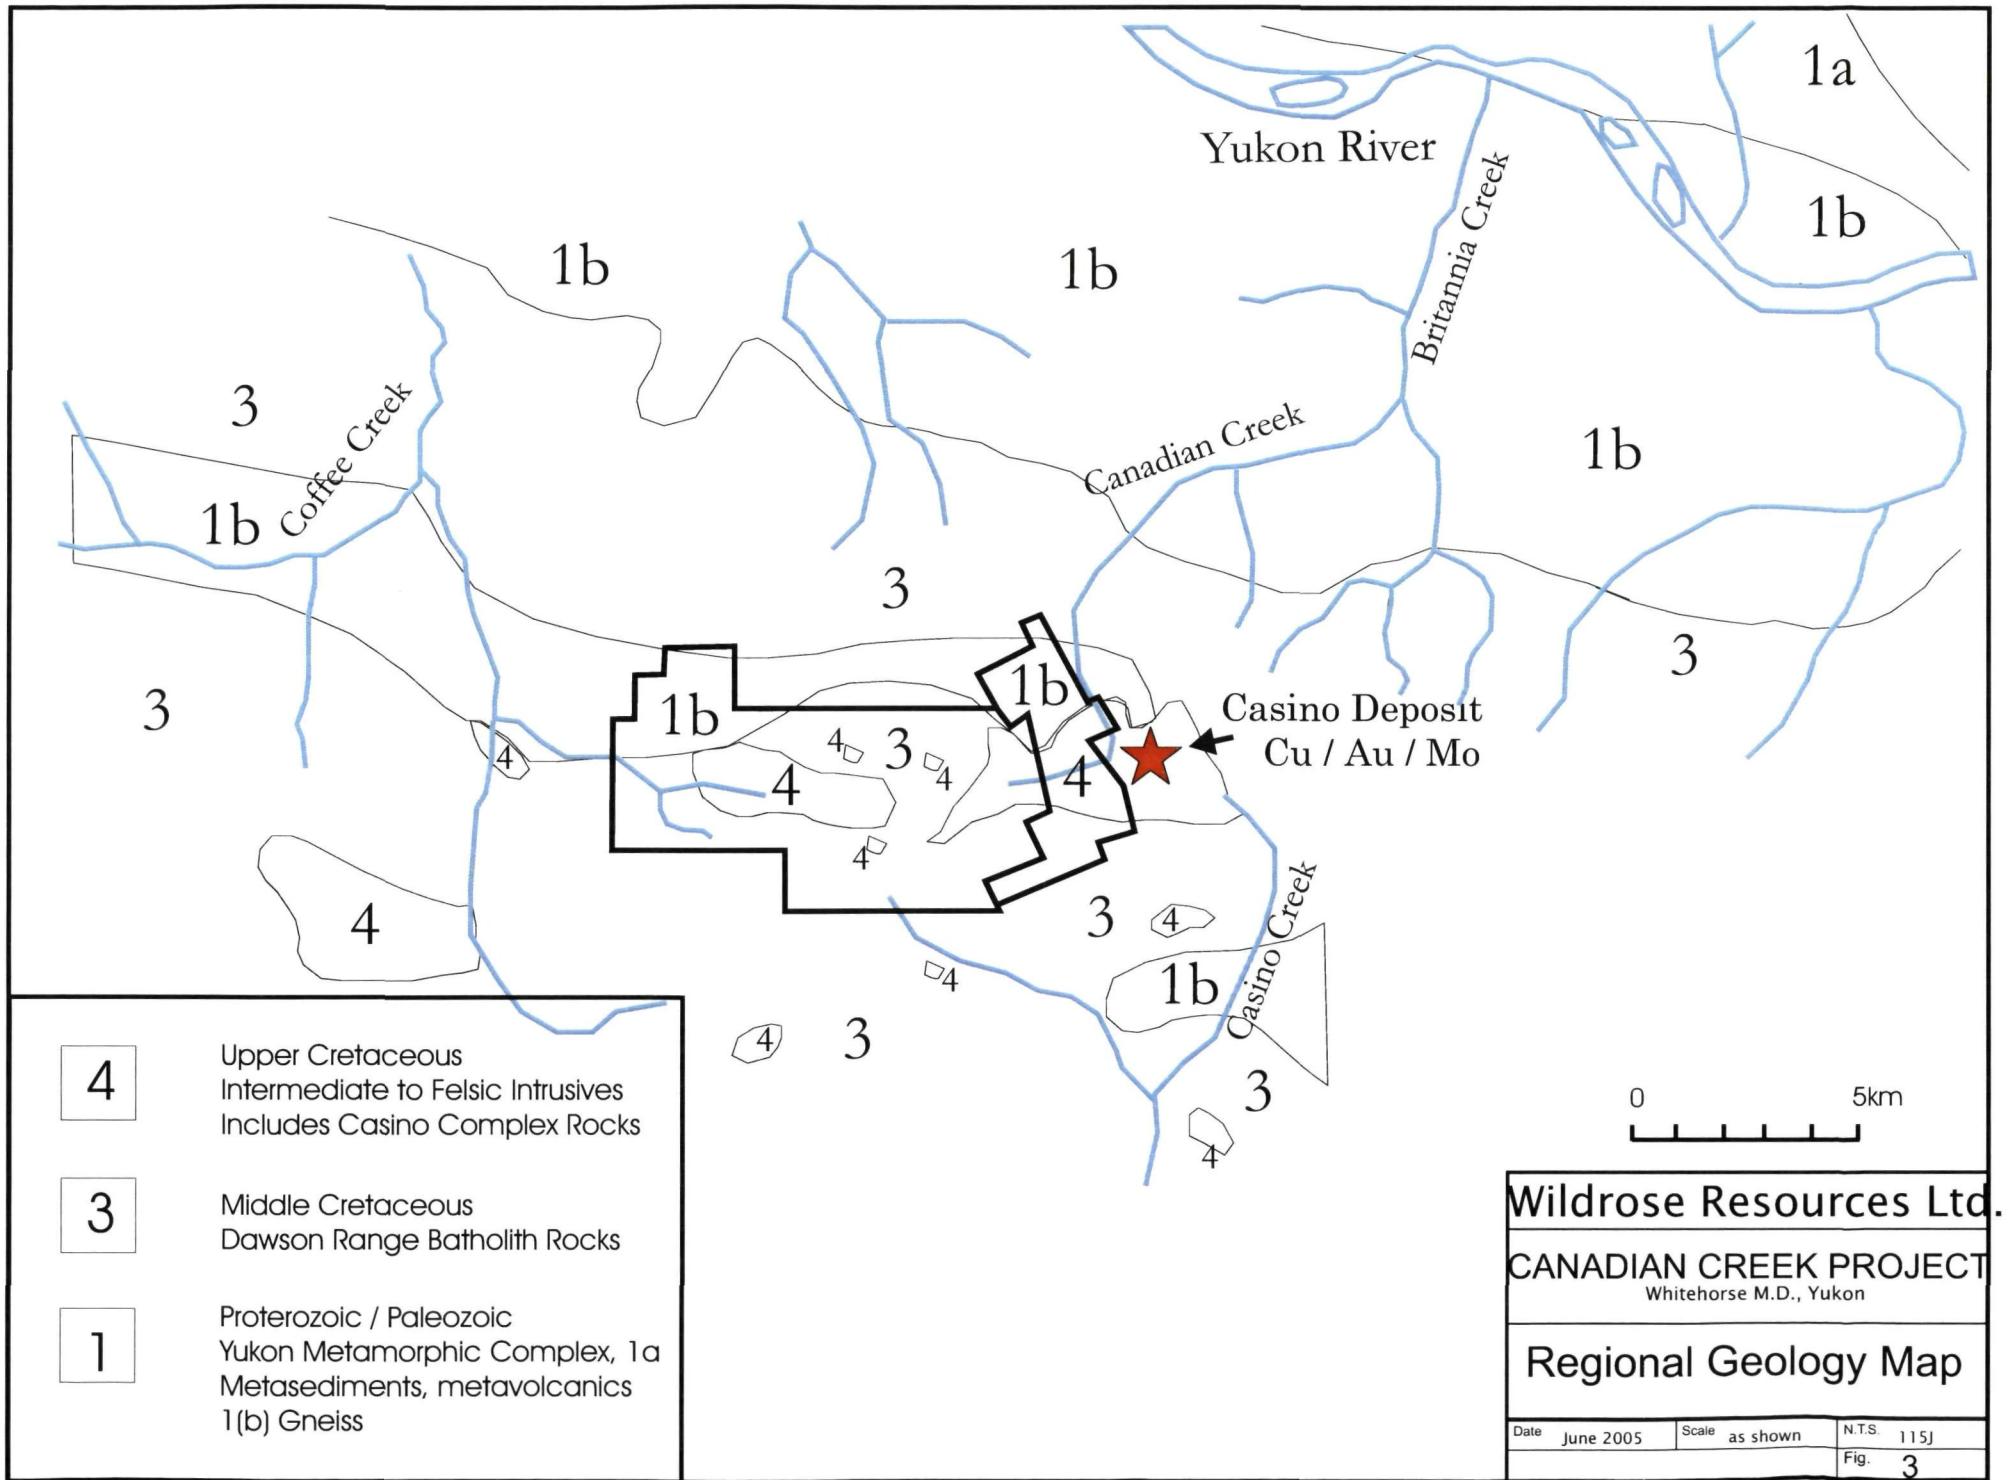 1a
Yukon River
Britannia Creek
1b
1b
1b
3
Coffee Creek
Canadian Creek
1b
1b
3
3
3
1b
1b
Casino Deposit
Cu / Au / Mo
4
4
3
4
4
4
4
4
3
4
1b
Casino Creek
4
4
3
3
4
4
Upper Cretaceous
Intermediate to Felsic Intrusives
Includes Casino Complex Rocks
3
Middle Cretaceous
Dawson Range Batholith Rocks
1
Proterozoic / Paleozoic
Yukon Metamorphic Complex, 1a
Metasediments, metavolcanics
1(b) Gneiss
0 5km
Wildrose Resources Ltd.
CANADIAN CREEK PROJECT
Whitehorse M.D., Yukon
Regional Geology Map
Date June 2005 Scale as shown N.T.S. 115J
Fig. 3